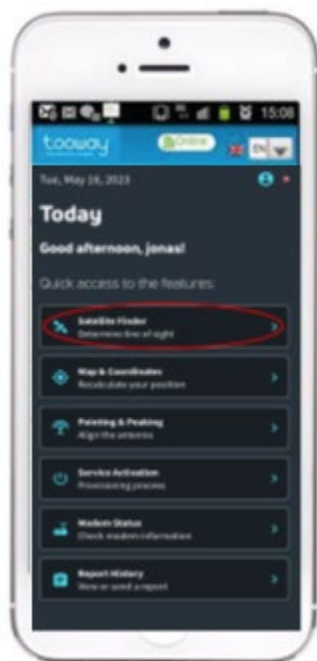 15:08
tooway
Online
EN
Tue, May 16, 2023
Today
Good afternoon, jonas!
Quick access to the features:
Satellite Finder
Determine line of sight
Map & Coordinates
Recalculate your position
Pointing & Peaking
Align the antenna
Service Activation
Provisioning process
Modem Status
Check modem information
Report History
View or send a report